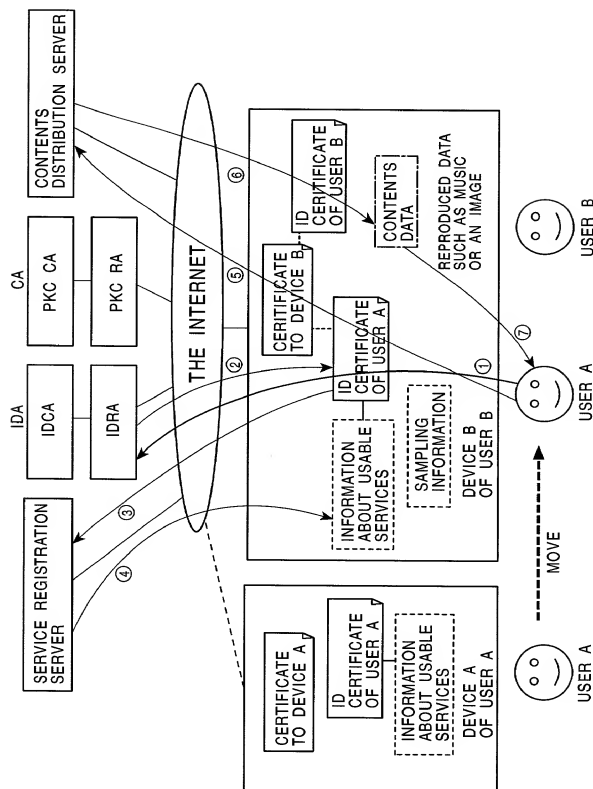 IDA
CA
SERVICE REGISTRATION
SERVER
IDCA
IDRA
PKC CA
PKC RA
CONTENTS
DISTRIBUTION SERVER
③
④
②
⑤
⑥
THE INTERNET
CERTIFICATE
TO DEVICE A
ID
CERTIFICATE
OF USER A
INFORMATION
ABOUT USABLE
SERVICES
DEVICE A
OF USER A
CERITIFICATE
TO DEVICE B
ID
CERITIFICATE
OF USER B
ID
CERTIFICATE
OF USER A
INFORMATION
ABOUT USABLE
SERVICES
CONTENTS
DATA
SAMPLING
INFORMATION
①
REPRODUCED DATA
SUCH AS MUSIC
OR AN IMAGE
DEVICE B
OF USER B
⑦
MOVE
USER A
USER A
USER B